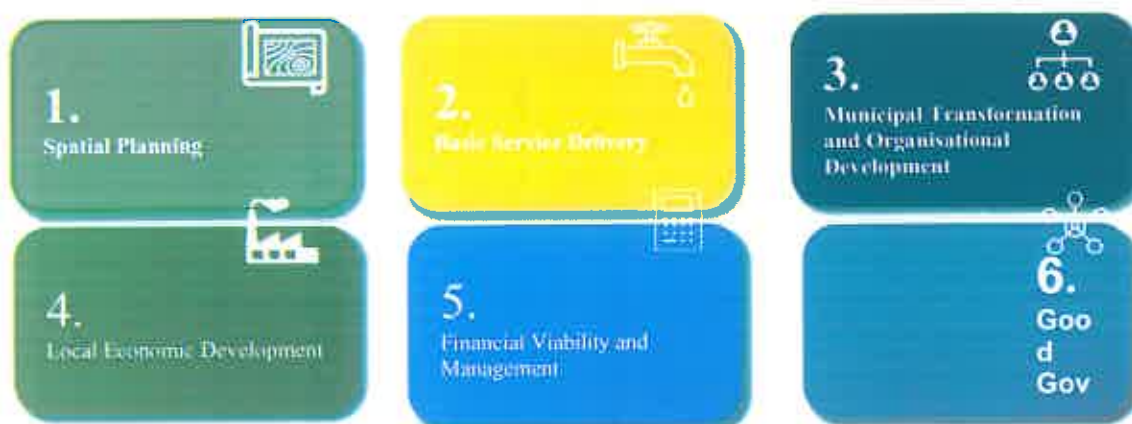 1.
Spatial Planning
2.
Basic Service Delivery
3.
Municipal Transformation
and Organisational
Development
4.
Local Economic Development
5.
Financial Viability and
Management
6.
Goo
d
Gov